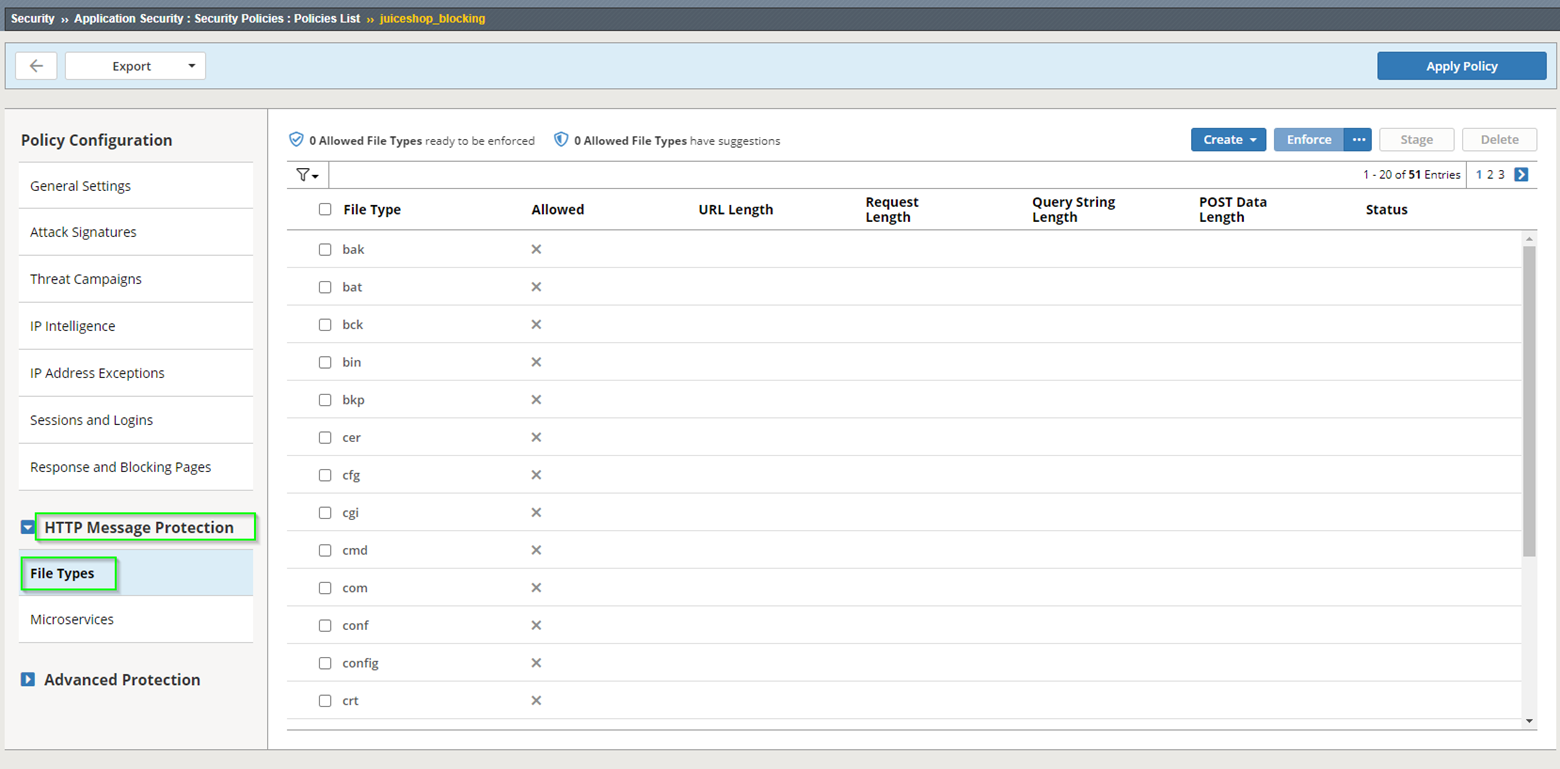 Security ›› Application Security : Security Policies : Policies List ›› juiceshop_blocking
Export
Apply Policy
Policy Configuration
General Settings
Attack Signatures
Threat Campaigns
IP Intelligence
IP Address Exceptions
Sessions and Logins
Response and Blocking Pages
HTTP Message Protection
File Types
Microservices
Advanced Protection
0 Allowed File Types ready to be enforced 0 Allowed File Types have suggestions
Create Enforce ... Stage Delete
1 - 20 of 51 Entries 1 2 3
File Type Allowed URL Length Request Length Query String Length POST Data Length Status
bak
bat
bck
bin
bkp
cer
cfg
cgi
cmd
com
conf
config
crt